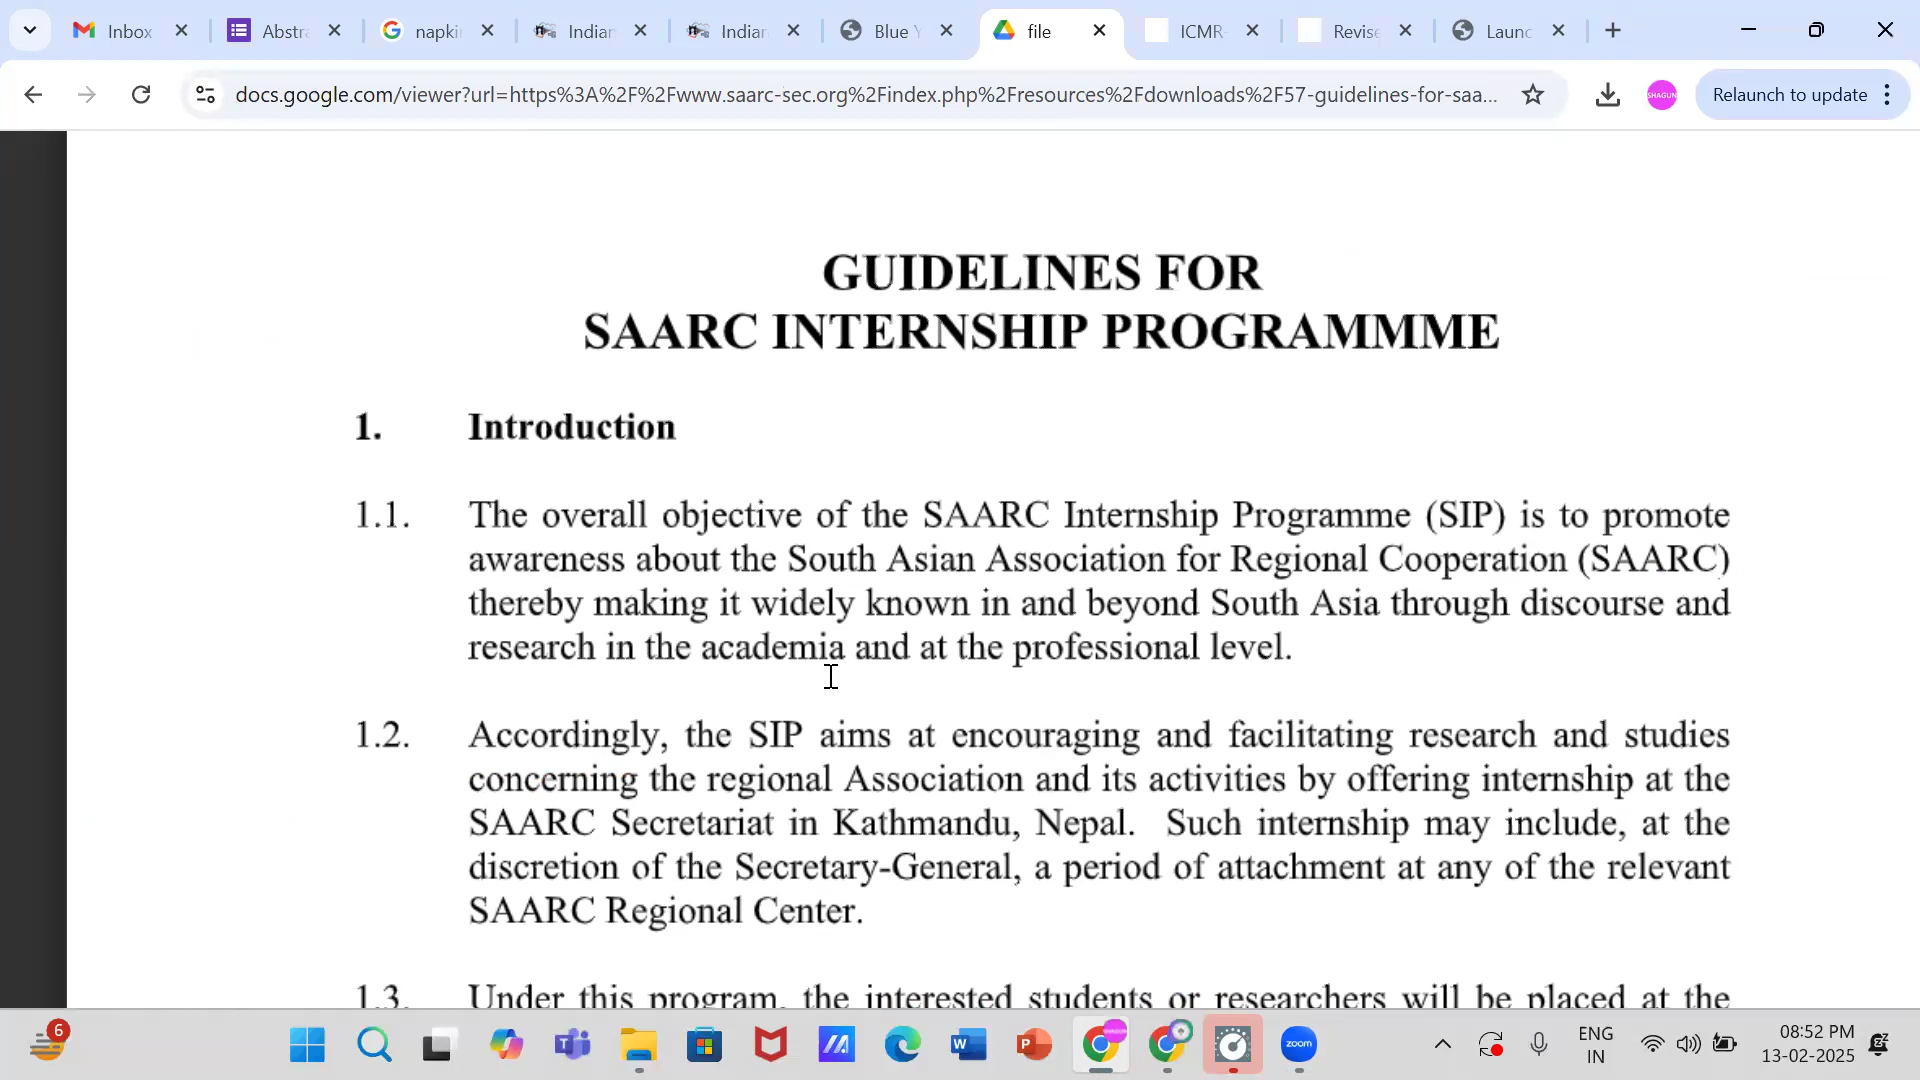 Inbox
Abstra
napki
Indian
Indian
Blue Y
file
ICMR-
Revise
Launc
docs.google.com/viewer?url=https%3A%2F%2Fwww.saarc-sec.org%2Findex.php%2Fresources%2Fdownloads%2F57-guidelines-for-saa...
SHAGUN
Relaunch to update
GUIDELINES FOR
SAARC INTERNSHIP PROGRAMMME
1. Introduction
1.1. The overall objective of the SAARC Internship Programme (SIP) is to promote
awareness about the South Asian Association for Regional Cooperation (SAARC)
thereby making it widely known in and beyond South Asia through discourse and
research in the academia and at the professional level.
1.2. Accordingly, the SIP aims at encouraging and facilitating research and studies
concerning the regional Association and its activities by offering internship at the
SAARC Secretariat in Kathmandu, Nepal. Such internship may include, at the
discretion of the Secretary-General, a period of attachment at any of the relevant
SAARC Regional Center.
1.3. Under this program, the interested students or researchers will be placed at the
6
zoom
ENG
IN
08:52 PM
13-02-2025